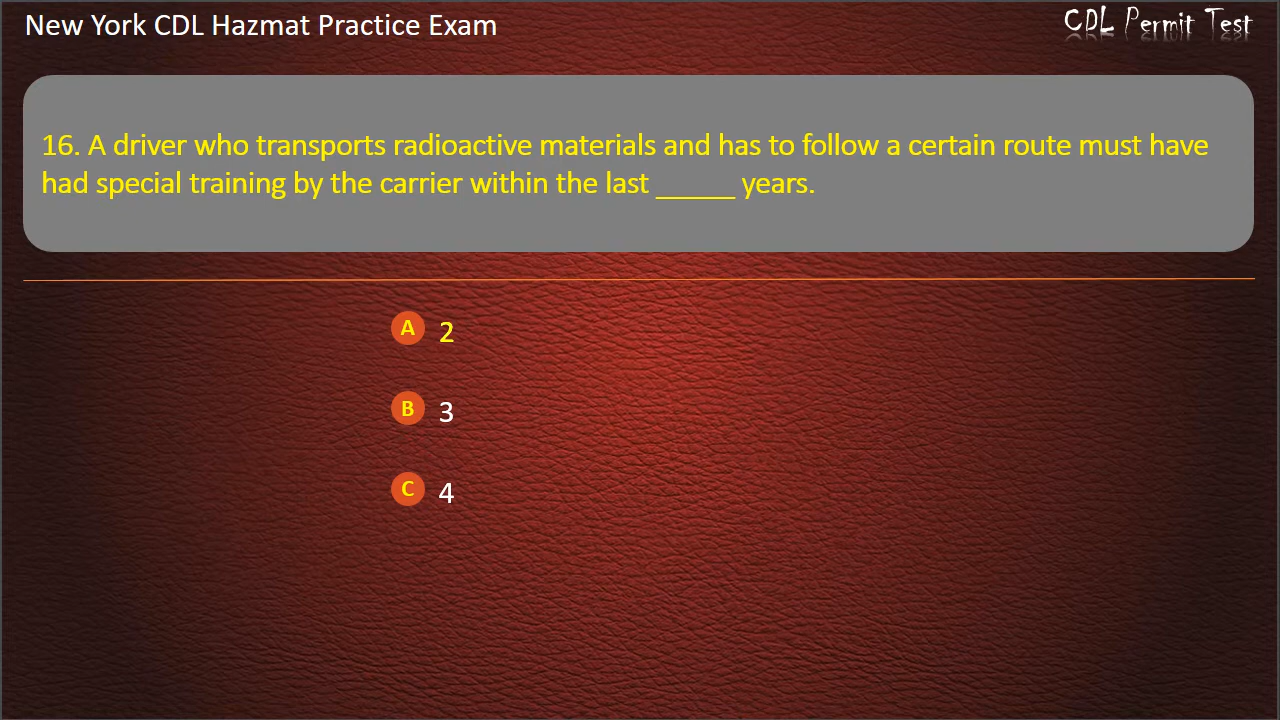 New York CDL Hazmat Practice Exam
CDL Permit Test
16. A driver who transports radioactive materials and has to follow a certain route must have
had special training by the carrier within the last ______ years.
A 2
B 3
C 4